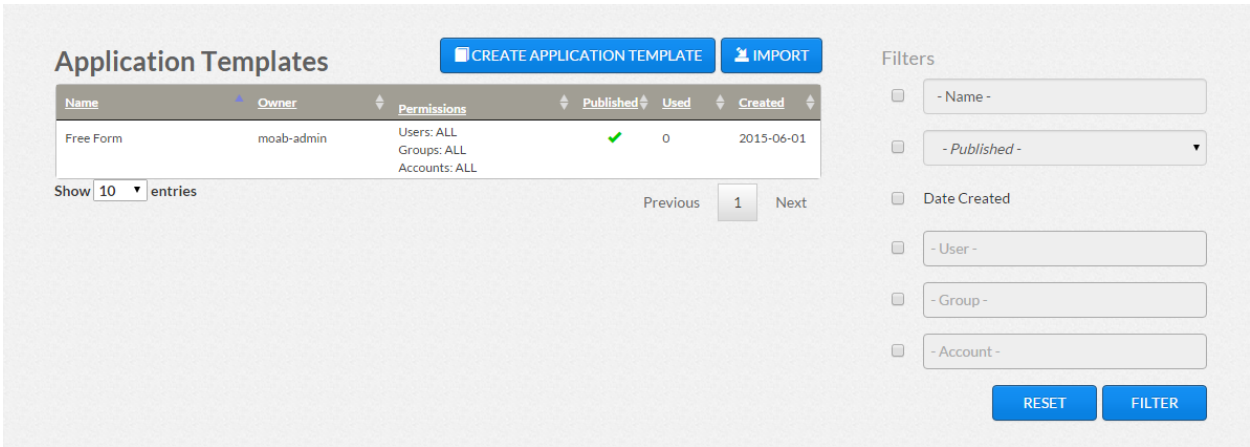 Application Templates
CREATE APPLICATION TEMPLATE
IMPORT
Name Owner Permissions Published Used Created
Free Form moab-admin Users: ALL 0 2015-06-01
Groups: ALL
Accounts: ALL
Show 10 entries
Previous 1 Next
Filters
- Name -
- Published -
Date Created
- User -
- Group -
- Account -
RESET FILTER